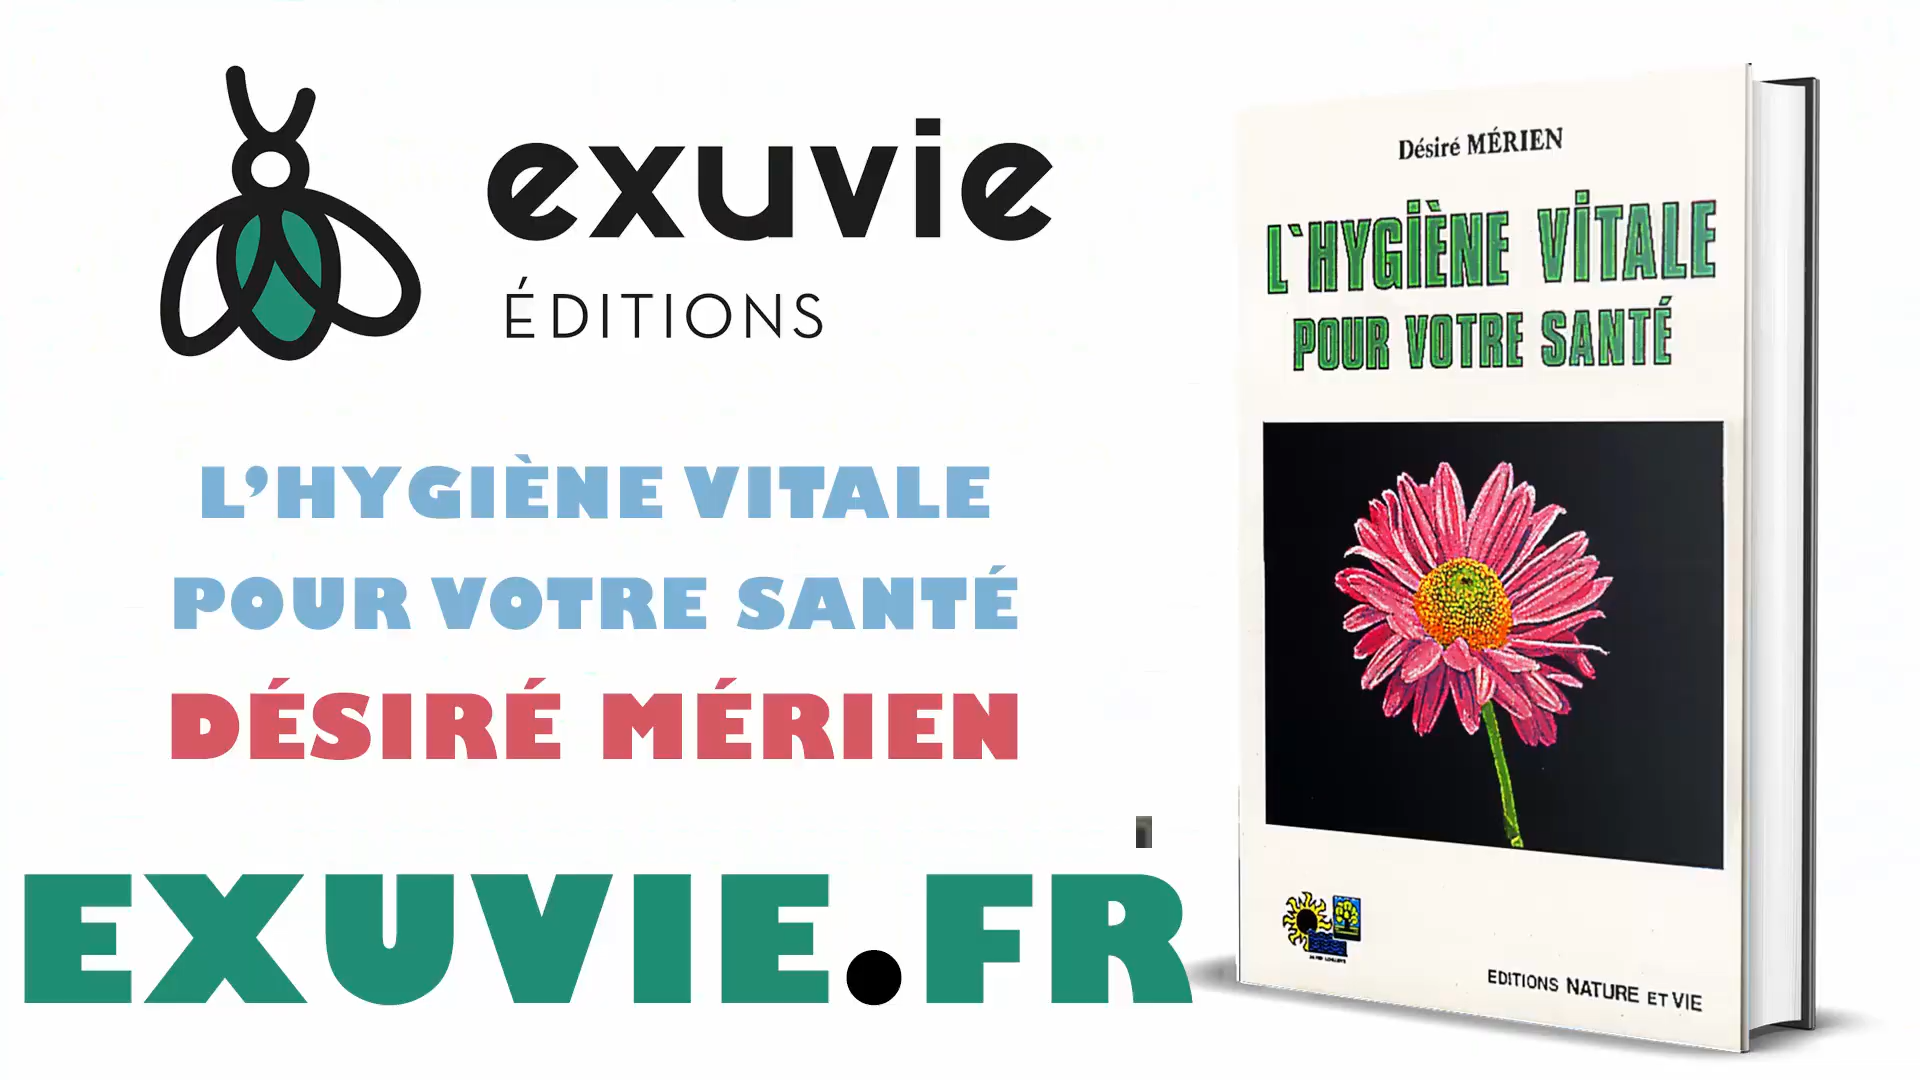 exuvie
ÉDITIONS
L’HYGIÈNE VITALE
POUR VOTRE SANTÉ
DÉSIRÉ MÉRIEN
EXUVIE.FR
Désiré MÉRIEN
L'HYGIÈNE VITALE
POUR VOTRE SANTÉ
EDITIONS NATURE ET VIE